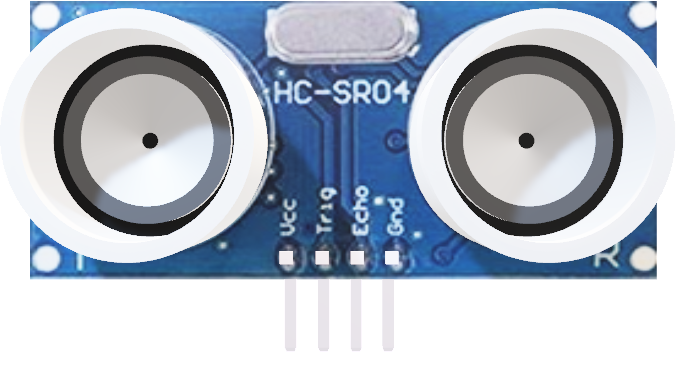 HC-SR04
Vcc
Trig
Echo
Gnd
T
R